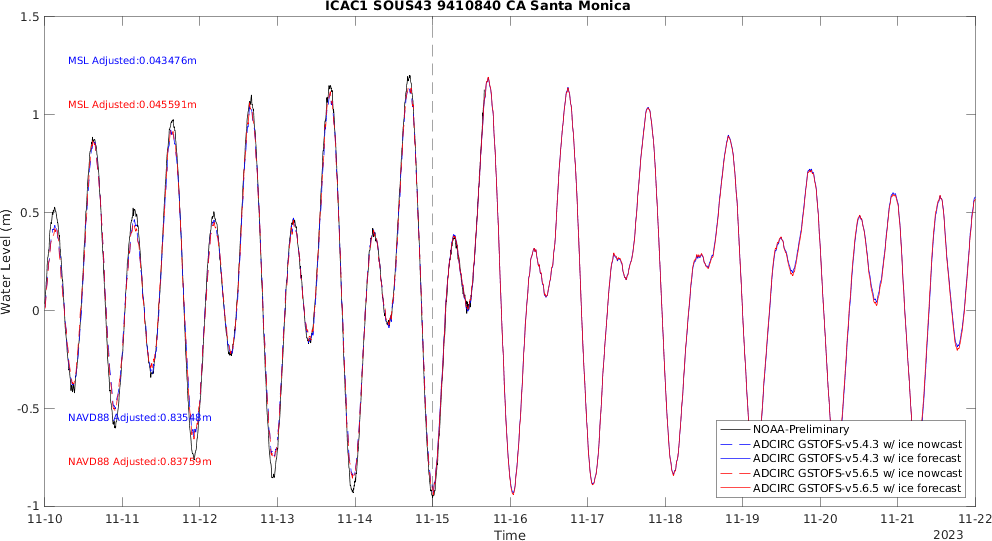 ICAC1 SOUS43 9410840 CA Santa Monica
1.5
MSL Adjusted:0.043476m
MSL Adjusted:0.045591m
1
0.5
Water Level (m)
0
-0.5
NAVD88 Adjusted:0.83548m
NAVD88 Adjusted:0.83759m
NOAA-Preliminary
ADCIRC GSTOFS-v5.4.3 w/ ice nowcast
ADCIRC GSTOFS-v5.4.3 w/ ice forecast
ADCIRC GSTOFS-v5.6.5 w/ ice nowcast
ADCIRC GSTOFS-v5.6.5 w/ ice forecast
-1
11-10 11-11 11-12 11-13 11-14 11-15 11-16 11-17 11-18 11-19 11-20 11-21 11-22
Time
2023